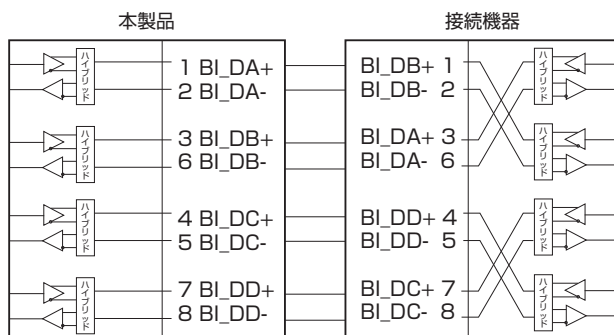 本製品
接続機器
ハイブリッド
1 BI_DA+
2 BI_DA-
BI_DB+ 1
BI_DB- 2
ハイブリッド
ハイブリッド
3 BI_DB+
6 BI_DB-
BI_DA+ 3
BI_DA- 6
ハイブリッド
ハイブリッド
4 BI_DC+
5 BI_DC-
BI_DD+ 4
BI_DD- 5
ハイブリッド
ハイブリッド
7 BI_DD+
8 BI_DD-
BI_DC+ 7
BI_DC- 8
ハイブリッド